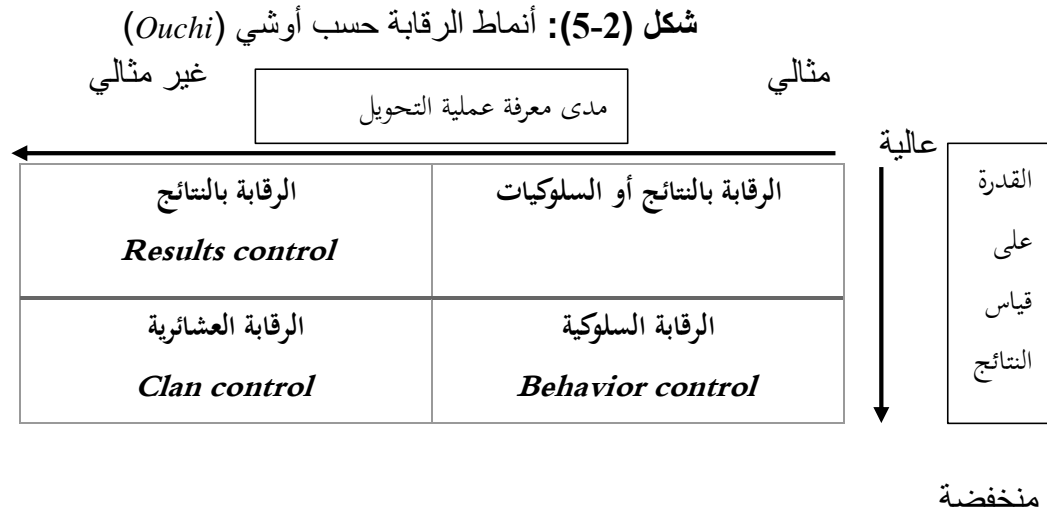 شكل (2-5): أنماط الرقابة حسب أوشي (Ouchi)
مثالي
غير مثالي
مدى معرفة عملية التحويل
عالية
القدرة
على
قياس
النتائج
الرقابة بالنتائج أو السلوكيات
الرقابة بالنتائج
Results control
الرقابة السلوكية
Behavior control
الرقابة العشائرية
Clan control
منخفضة